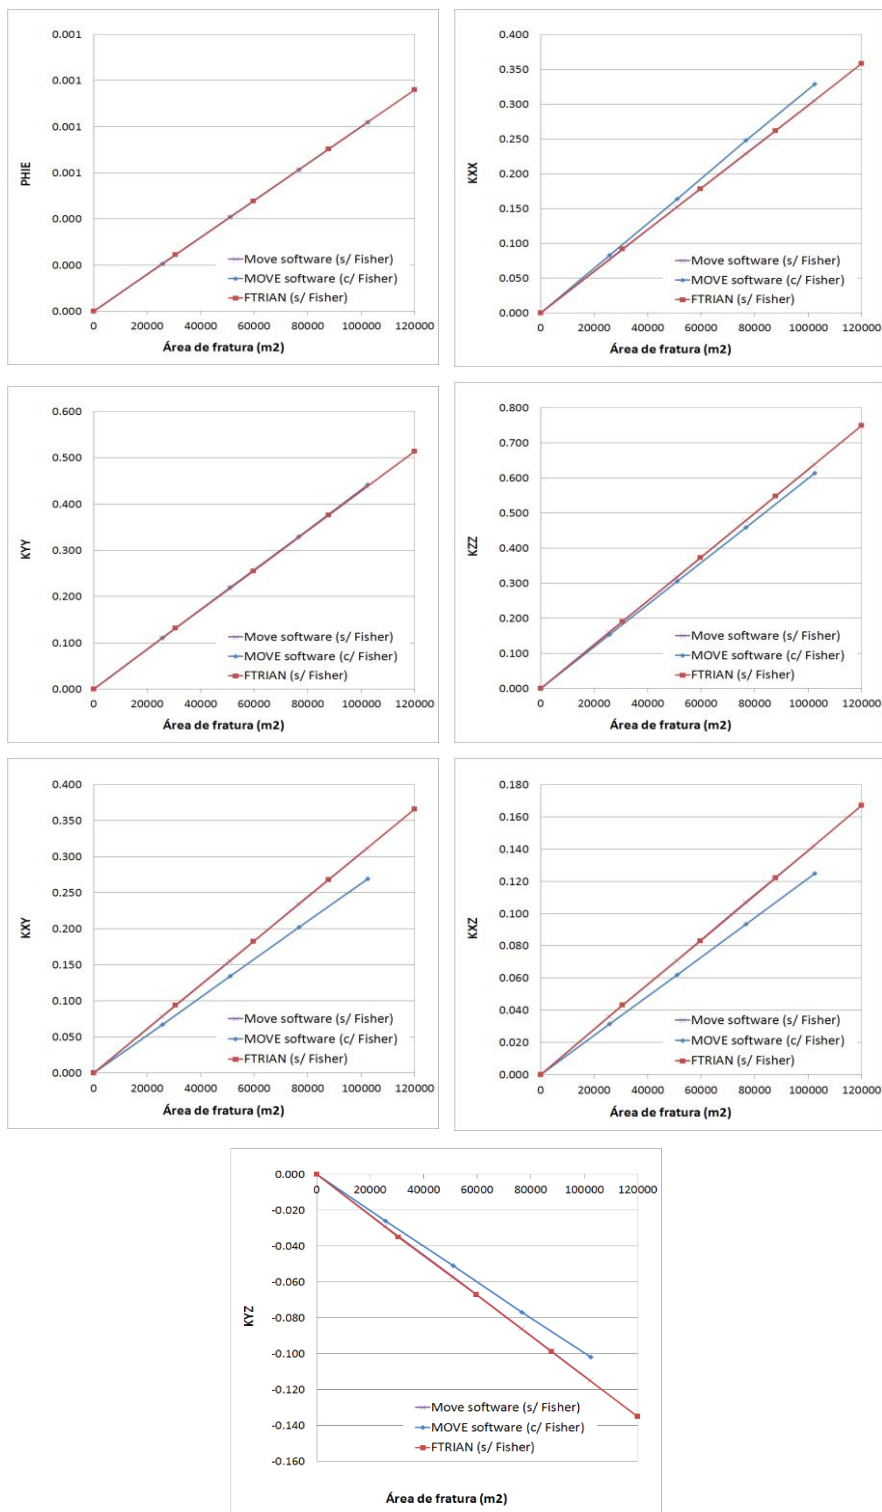 PHIE
0.001
0.001
0.001
0.001
0.000
0.000
0.000
0 20000 40000 60000 80000 100000 120000
Área de fratura (m2)
Move software (s/ Fisher)
MOVE software (c/ Fisher)
FTRIAN (s/ Fisher)
KXX
0.400
0.350
0.300
0.250
0.200
0.150
0.100
0.050
0.000
0 20000 40000 60000 80000 100000 120000
Área de fratura (m2)
Move software (s/ Fisher)
MOVE software (c/ Fisher)
FTRIAN (s/ Fisher)
KYY
0.600
0.500
0.400
0.300
0.200
0.100
0.000
0 20000 40000 60000 80000 100000 120000
Área de fratura (m2)
Move software (s/ Fisher)
MOVE software (c/ Fisher)
FTRIAN (s/ Fisher)
KZZ
0.800
0.700
0.600
0.500
0.400
0.300
0.200
0.100
0.000
0 20000 40000 60000 80000 100000 120000
Área de fratura (m2)
Move software (s/ Fisher)
MOVE software (c/ Fisher)
FTRIAN (s/ Fisher)
KXY
0.400
0.350
0.300
0.250
0.200
0.150
0.100
0.050
0.000
0 20000 40000 60000 80000 100000 120000
Área de fratura (m2)
Move software (s/ Fisher)
MOVE software (c/ Fisher)
FTRIAN (s/ Fisher)
KXZ
0.180
0.160
0.140
0.120
0.100
0.080
0.060
0.040
0.020
0.000
0 20000 40000 60000 80000 100000 120000
Área de fratura (m2)
Move software (s/ Fisher)
MOVE software (c/ Fisher)
FTRIAN (s/ Fisher)
KYZ
0.000
-0.020
-0.040
-0.060
-0.080
-0.100
-0.120
-0.140
-0.160
0 20000 40000 60000 80000 100000 120000
Move software (s/ Fisher)
MOVE software (c/ Fisher)
FTRIAN (s/ Fisher)
Área de fratura (m2)